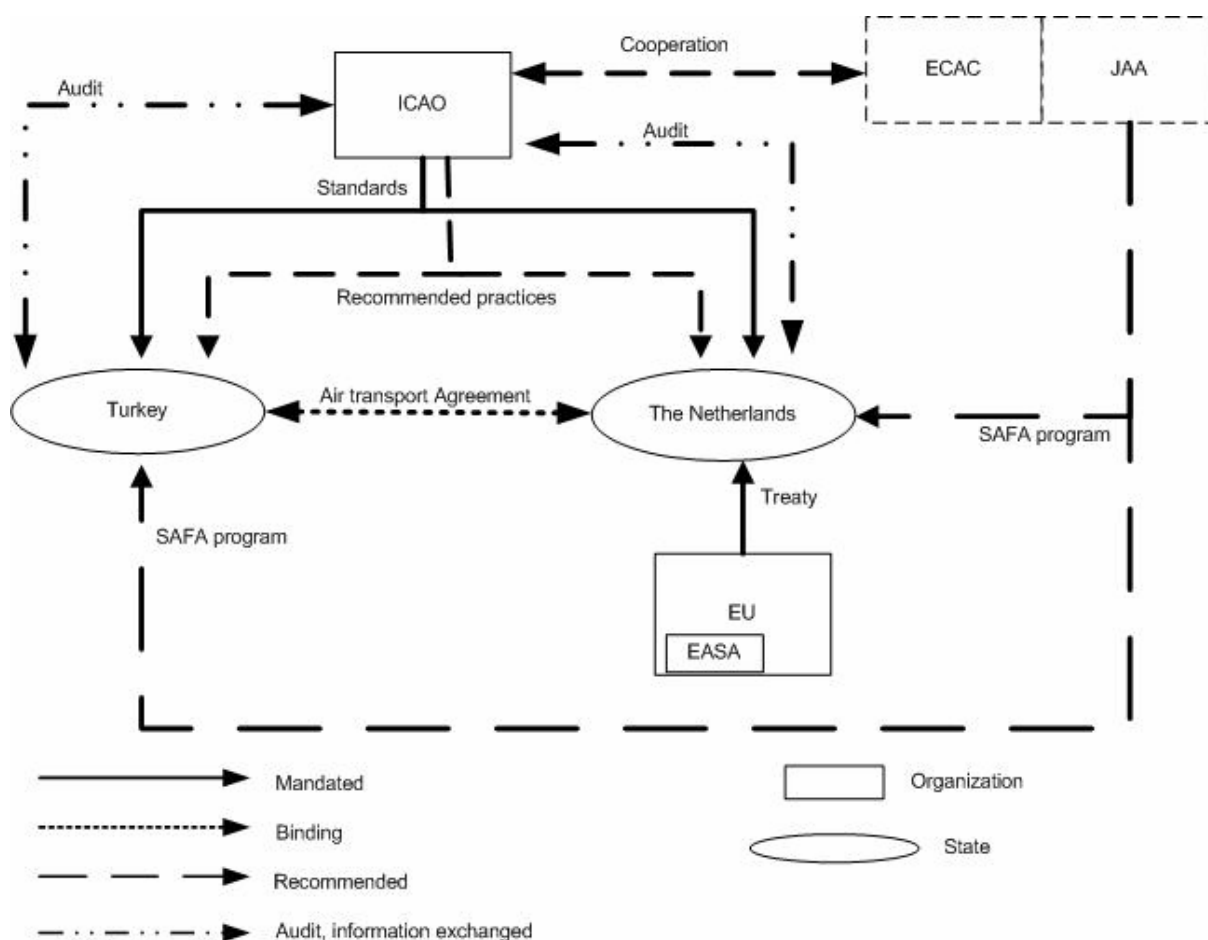 Cooperation
ECAC
JAA
Audit
ICAO
Audit
Standards
Recommended practices
Air transport Agreement
Turkey
The Netherlands
SAFA program
Treaty
SAFA program
EU
EASA
Mandated
Organization
Binding
State
Recommended
Audit, information exchanged